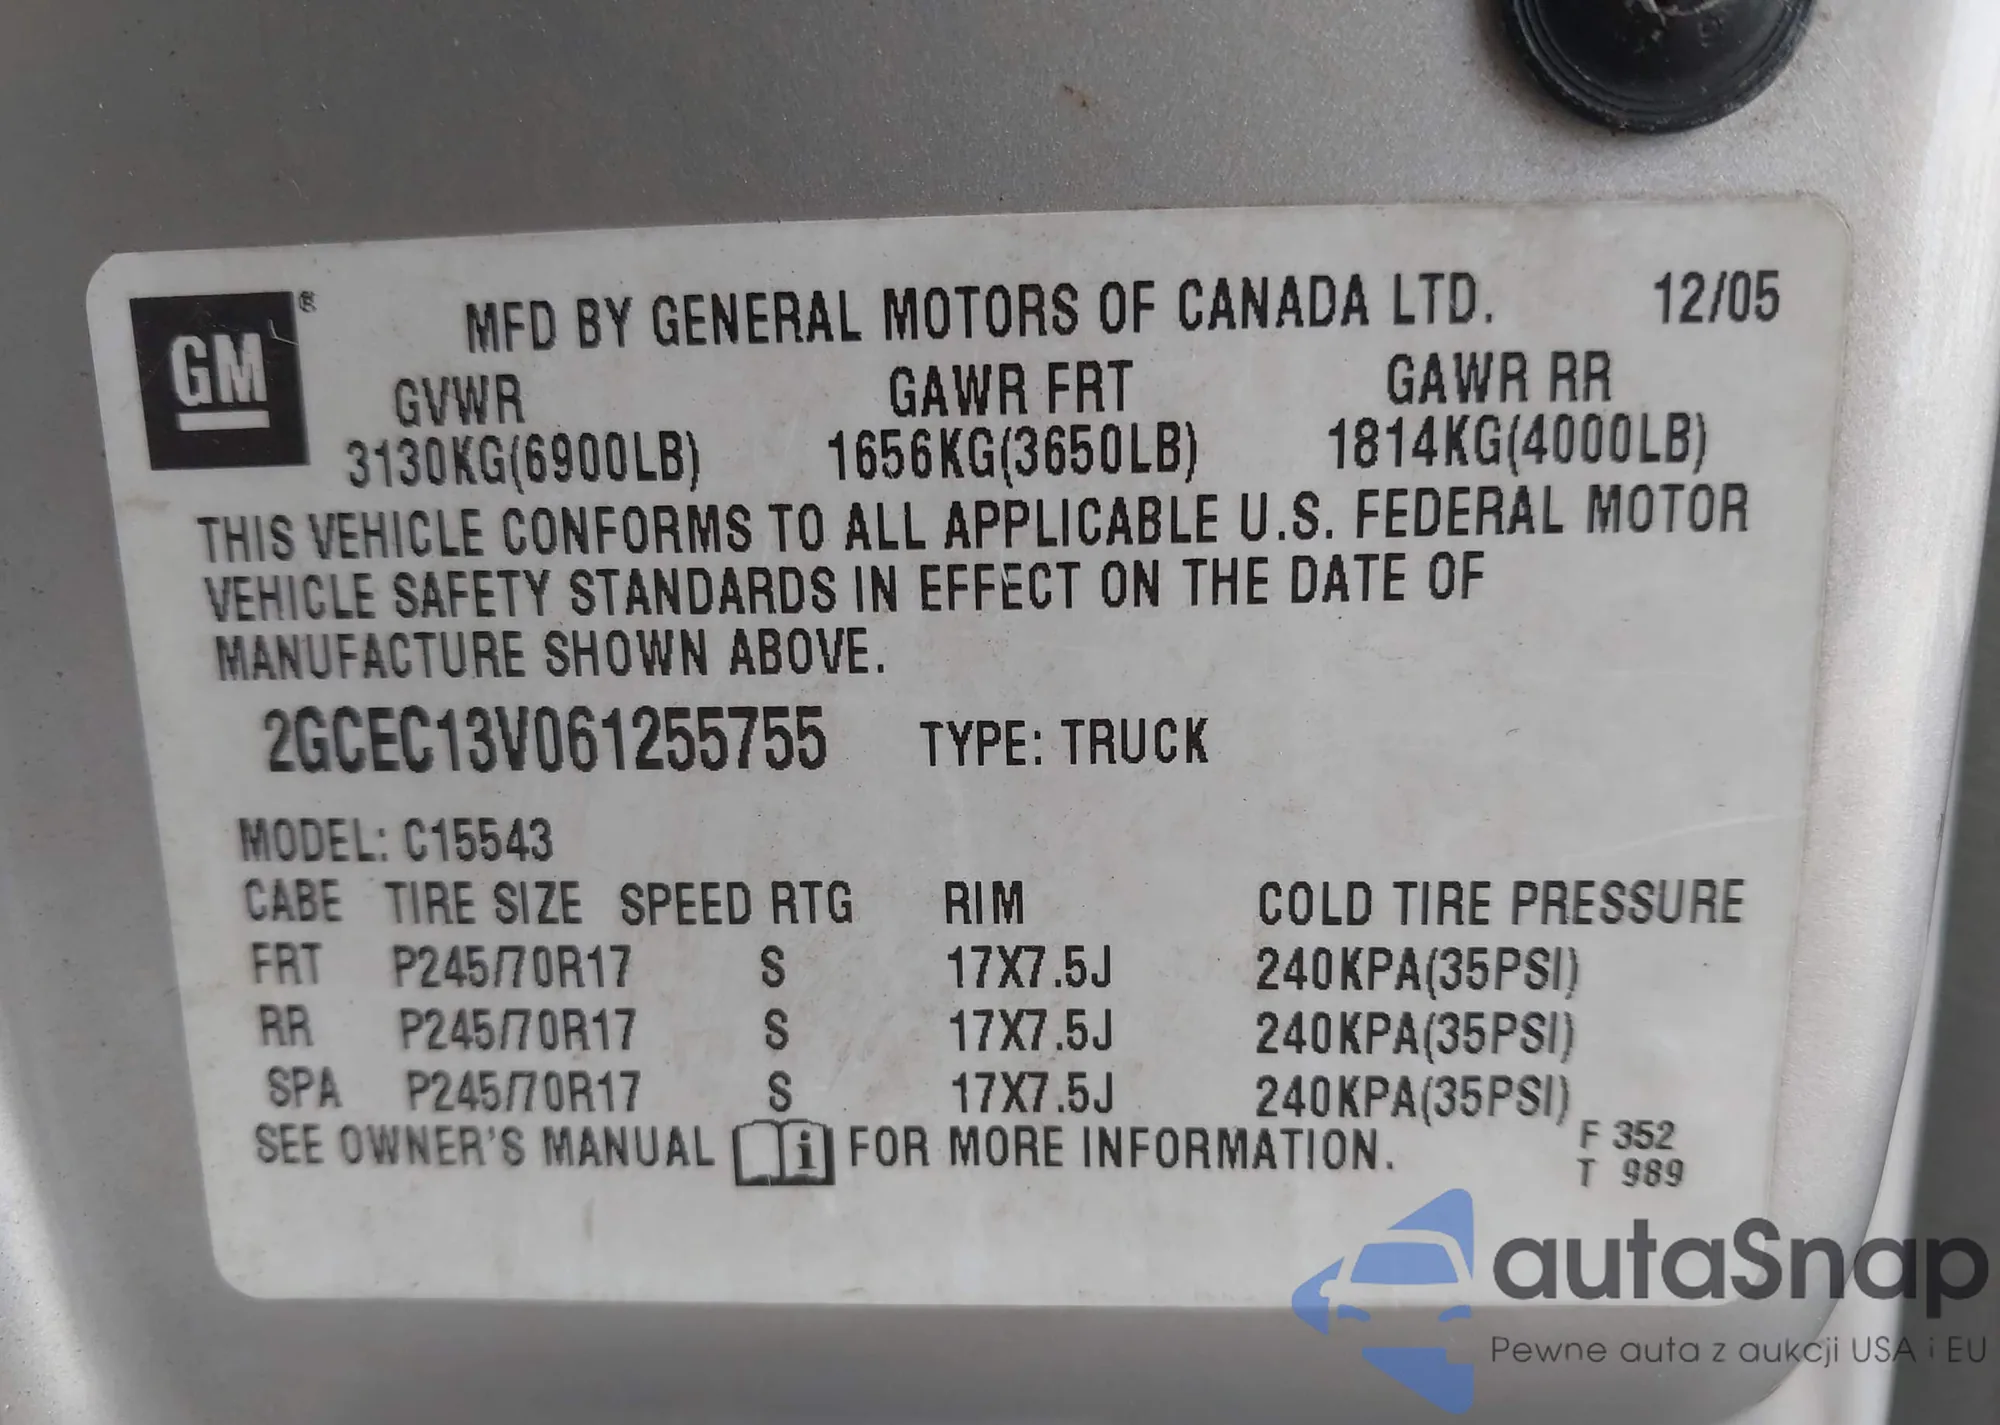 GM®
MFD BY GENERAL MOTORS OF CANADA LTD. 12/05
GVWR GAWR FRT GAWR RR
3130KG(6900LB) 1656KG(3650LB) 1814KG(4000LB)
THIS VEHICLE CONFORMS TO ALL APPLICABLE U.S. FEDERAL MOTOR
VEHICLE SAFETY STANDARDS IN EFFECT ON THE DATE OF
MANUFACTURE SHOWN ABOVE.
2GCEC13V061255755 TYPE: TRUCK
MODEL: C15543
CABE TIRE SIZE SPEED RTG RIM COLD TIRE PRESSURE
FRT P245/70R17 S 17X7.5J 240KPA(35PSI)
RR P245/70R17 S 17X7.5J 240KPA(35PSI)
SPA P245/70R17 S 17X7.5J 240KPA(35PSI)
SEE OWNER'S MANUAL i FOR MORE INFORMATION.
F 352
T 989
autaSnap
Pewne auta z aukcji USA i EU